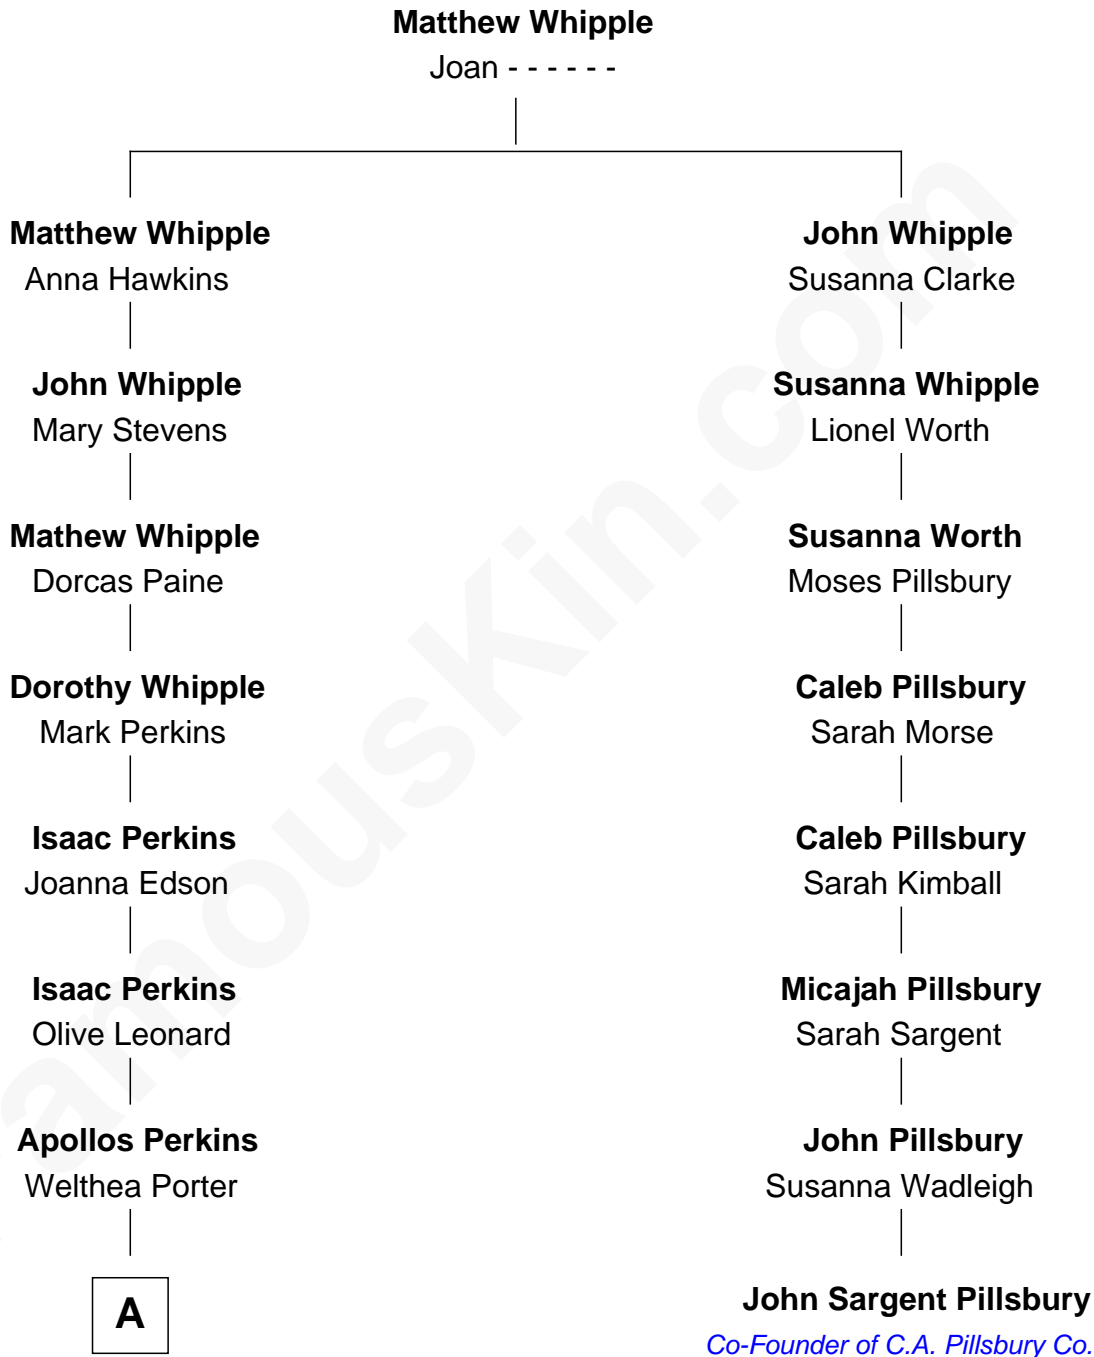 Matthew Whipple
Joan - - - - - -
Matthew Whipple
Anna Hawkins
John Whipple
Susanna Clarke
John Whipple
Mary Stevens
Susanna Whipple
Lionel Worth
Mathew Whipple
Dorcas Paine
Susanna Worth
Moses Pillsbury
Dorothy Whipple
Mark Perkins
Caleb Pillsbury
Sarah Morse
Isaac Perkins
Joanna Edson
Caleb Pillsbury
Sarah Kimball
Isaac Perkins
Olive Leonard
Micajah Pillsbury
Sarah Sargent
Apollos Perkins
Welthea Porter
John Pillsbury
Susanna Wadleigh
A
John Sargent Pillsbury
Co-Founder of C.A. Pillsbury Co.
amouskin.com